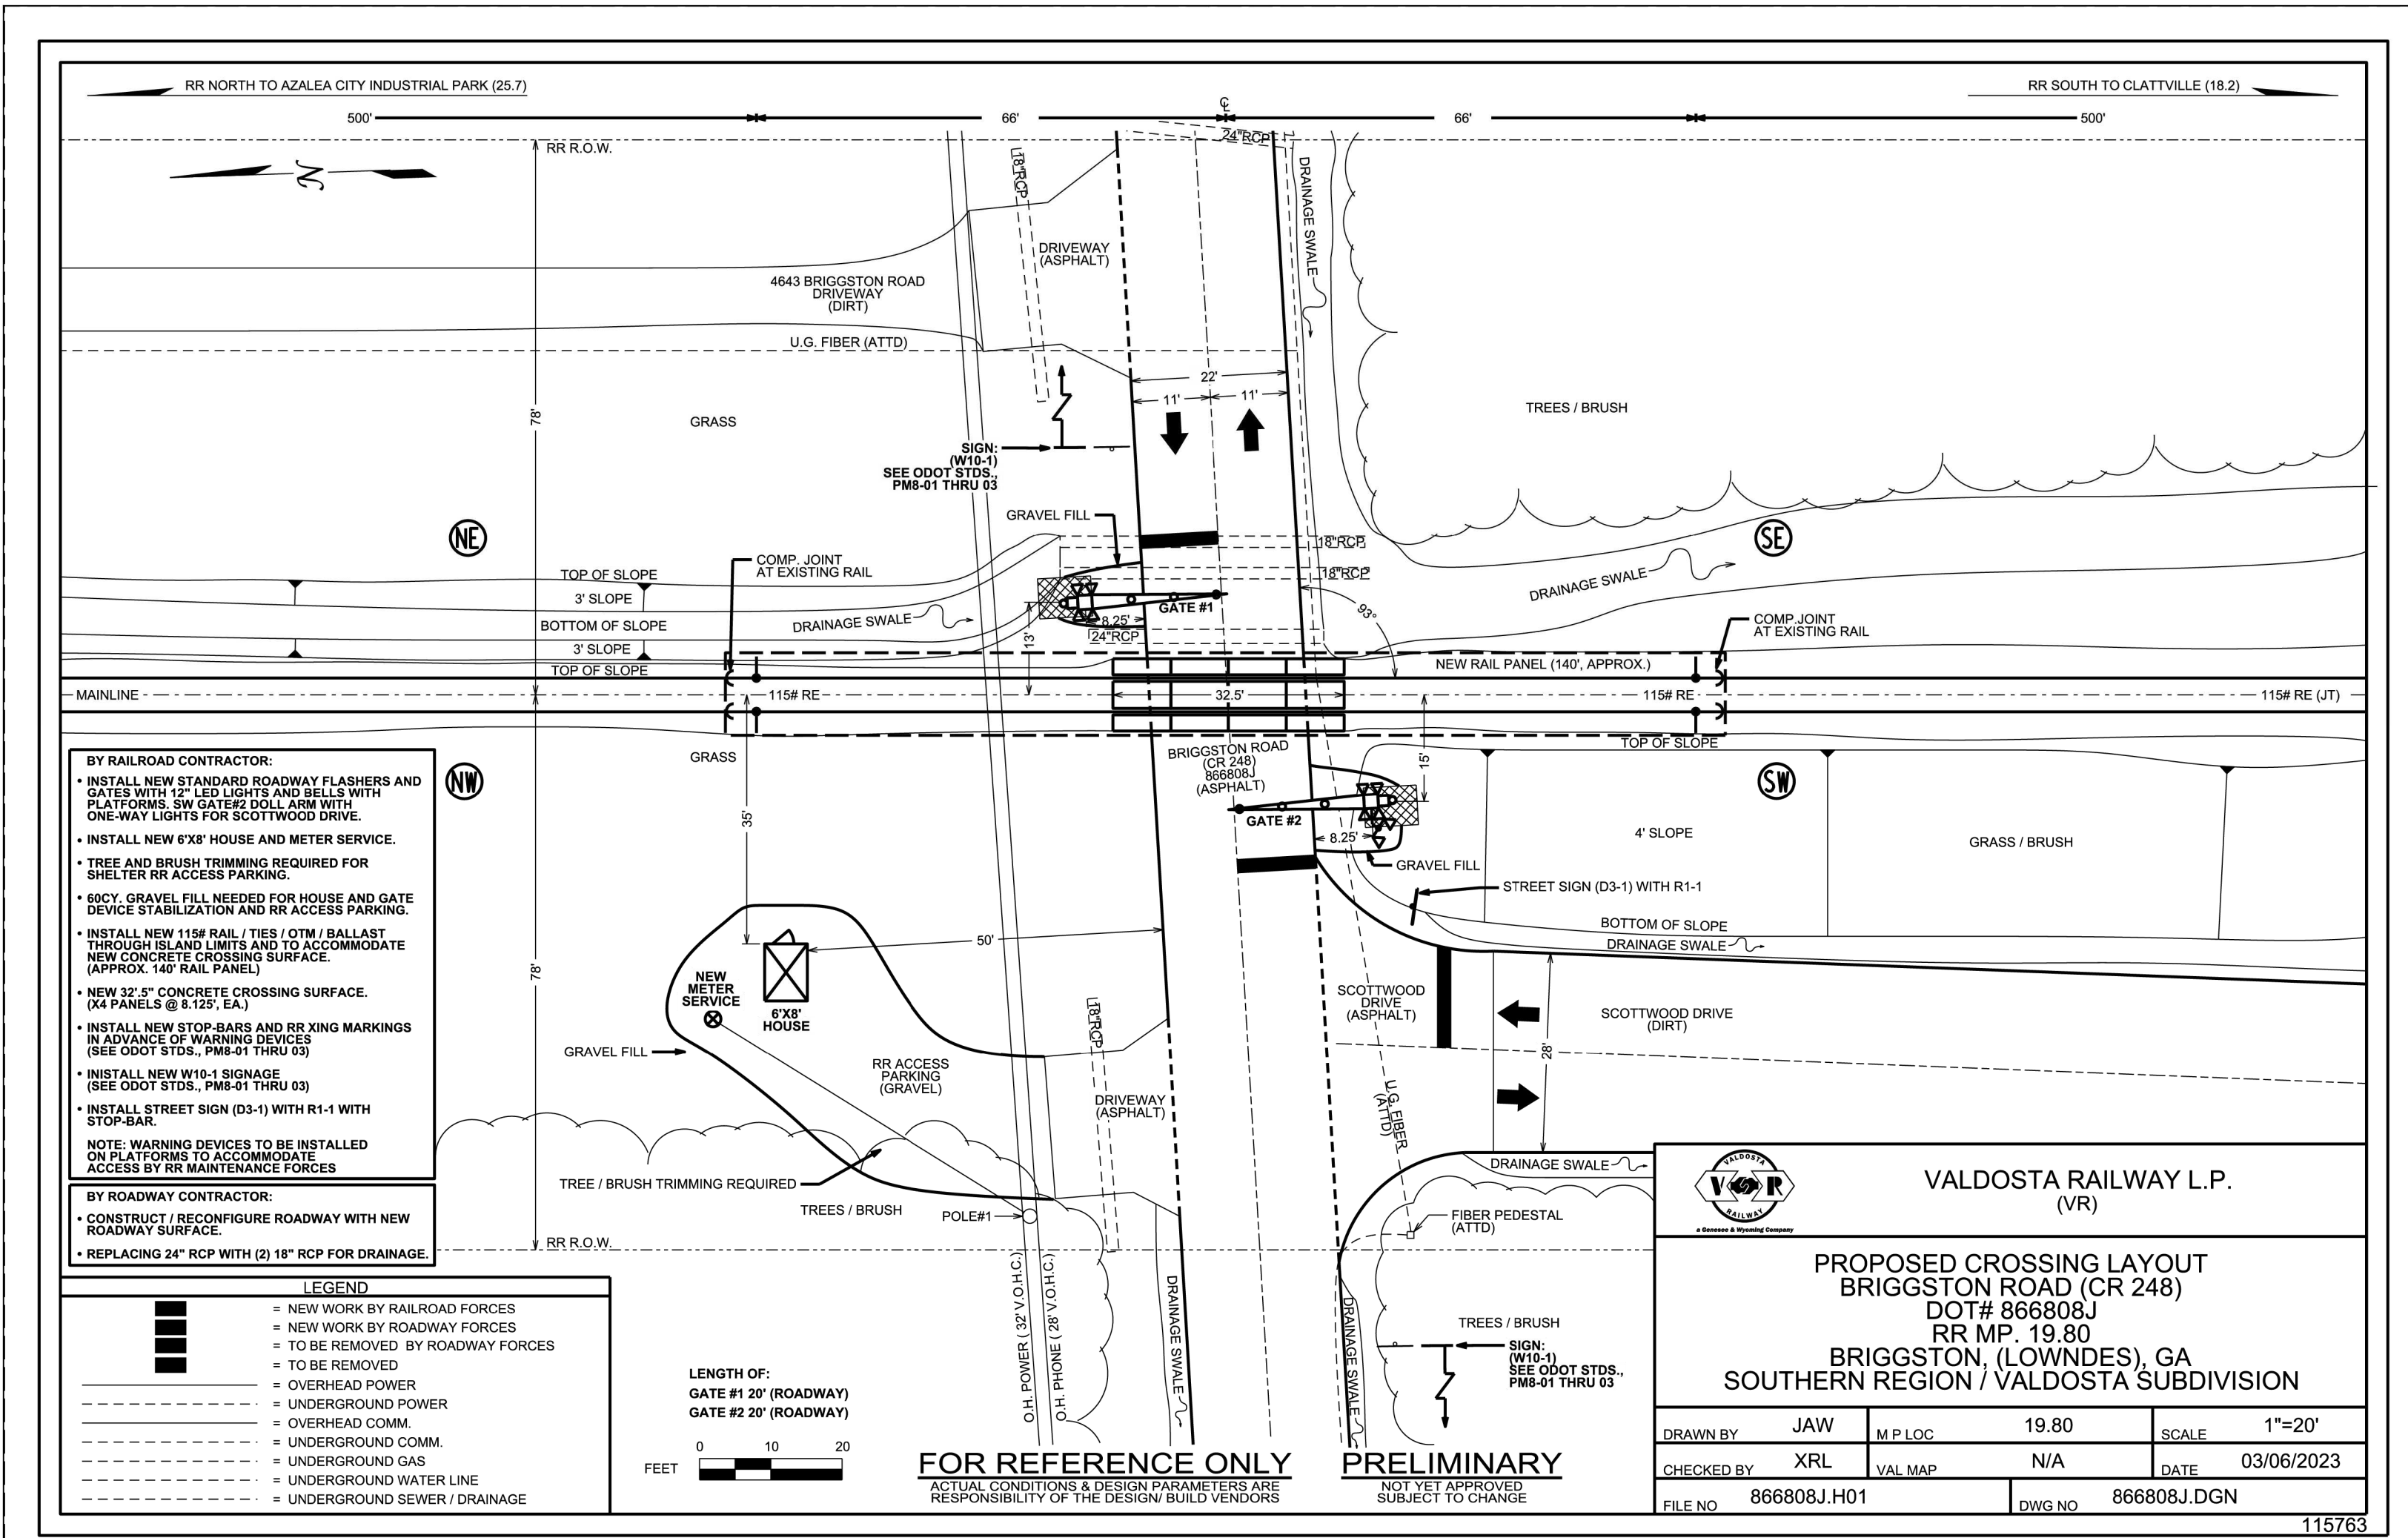 RR NORTH TO AZALEA CITY INDUSTRIAL PARK (25.7)
RR SOUTH TO CLATTVILLE (18.2)
500'
66'
℄
66'
500'
24"RCP
RR R.O.W.
N
18"RCP
DRAINAGE SWALE
DRIVEWAY
(ASPHALT)
4643 BRIGGSTON ROAD
DRIVEWAY
(DIRT)
U.G. FIBER (ATTD)
22'
11'
11'
78'
GRASS
TREES / BRUSH
SIGN:
(W10-1)
SEE ODOT STDS.,
PM8-01 THRU 03
GRAVEL FILL
NE
SE
18"RCP
18"RCP
COMP. JOINT
AT EXISTING RAIL
TOP OF SLOPE
3' SLOPE
BOTTOM OF SLOPE
DRAINAGE SWALE
3' SLOPE
TOP OF SLOPE
GATE #1
8.25'
24"RCP
13'
93°
DRAINAGE SWALE
COMP.JOINT
AT EXISTING RAIL
NEW RAIL PANEL (140', APPROX.)
MAINLINE
115# RE
32.5'
115# RE
115# RE (JT)
GRASS
BRIGGSTON ROAD
(CR 248)
866808J
(ASPHALT)
TOP OF SLOPE
15'
NW
SW
35'
GATE #2
8.25'
GRAVEL FILL
4' SLOPE
GRASS / BRUSH
STREET SIGN (D3-1) WITH R1-1
BOTTOM OF SLOPE
DRAINAGE SWALE
50'
78'
NEW
METER
SERVICE
6'X8'
HOUSE
GRAVEL FILL
RR ACCESS
PARKING
(GRAVEL)
18"RCP
DRIVEWAY
(ASPHALT)
SCOTTWOOD
DRIVE
(ASPHALT)
SCOTTWOOD DRIVE
(DIRT)
28'
U.G. FIBER
(ATTD)
TREE / BRUSH TRIMMING REQUIRED
TREES / BRUSH
POLE#1
RR R.O.W.
DRAINAGE SWALE
FIBER PEDESTAL
(ATTD)
O.H. POWER ( 32' V.O.H.C.)
O.H. PHONE ( 28' V.O.H.C.)
DRAINAGE SWALE
DRAINAGE SWALE
TREES / BRUSH
SIGN:
(W10-1)
SEE ODOT STDS.,
PM8-01 THRU 03
BY RAILROAD CONTRACTOR:
• INSTALL NEW STANDARD ROADWAY FLASHERS AND
GATES WITH 12" LED LIGHTS AND BELLS WITH
PLATFORMS. SW GATE#2 DOLL ARM WITH
ONE-WAY LIGHTS FOR SCOTTWOOD DRIVE.
• INSTALL NEW 6'X8' HOUSE AND METER SERVICE.
• TREE AND BRUSH TRIMMING REQUIRED FOR
SHELTER RR ACCESS PARKING.
• 60CY. GRAVEL FILL NEEDED FOR HOUSE AND GATE
DEVICE STABILIZATION AND RR ACCESS PARKING.
• INSTALL NEW 115# RAIL / TIES / OTM / BALLAST
THROUGH ISLAND LIMITS AND TO ACCOMMODATE
NEW CONCRETE CROSSING SURFACE.
(APPROX. 140' RAIL PANEL)
• NEW 32'.5" CONCRETE CROSSING SURFACE.
(X4 PANELS @ 8.125', EA.)
• INSTALL NEW STOP-BARS AND RR XING MARKINGS
IN ADVANCE OF WARNING DEVICES
(SEE ODOT STDS., PM8-01 THRU 03)
• INISTALL NEW W10-1 SIGNAGE
(SEE ODOT STDS., PM8-01 THRU 03)
• INSTALL STREET SIGN (D3-1) WITH R1-1 WITH
STOP-BAR.
NOTE: WARNING DEVICES TO BE INSTALLED
ON PLATFORMS TO ACCOMMODATE
ACCESS BY RR MAINTENANCE FORCES
BY ROADWAY CONTRACTOR:
• CONSTRUCT / RECONFIGURE ROADWAY WITH NEW
ROADWAY SURFACE.
• REPLACING 24" RCP WITH (2) 18" RCP FOR DRAINAGE.
LEGEND
= NEW WORK BY RAILROAD FORCES
= NEW WORK BY ROADWAY FORCES
= TO BE REMOVED BY ROADWAY FORCES
= TO BE REMOVED
= OVERHEAD POWER
= UNDERGROUND POWER
= OVERHEAD COMM.
= UNDERGROUND COMM.
= UNDERGROUND GAS
= UNDERGROUND WATER LINE
= UNDERGROUND SEWER / DRAINAGE
LENGTH OF:
GATE #1 20' (ROADWAY)
GATE #2 20' (ROADWAY)
0 10 20
FEET
FOR REFERENCE ONLY
ACTUAL CONDITIONS & DESIGN PARAMETERS ARE
RESPONSIBILITY OF THE DESIGN/ BUILD VENDORS
PRELIMINARY
NOT YET APPROVED
SUBJECT TO CHANGE
VALDOSTA
V R
RAILWAY
a Genesee & Wyoming Company
VALDOSTA RAILWAY L.P.
(VR)
PROPOSED CROSSING LAYOUT
BRIGGSTON ROAD (CR 248)
DOT# 866808J
RR MP. 19.80
BRIGGSTON, (LOWNDES), GA
SOUTHERN REGION / VALDOSTA SUBDIVISION
DRAWN BY JAW M P LOC 19.80 SCALE 1"=20'
CHECKED BY XRL VAL MAP N/A DATE 03/06/2023
FILE NO 866808J.H01 DWG NO 866808J.DGN
115763